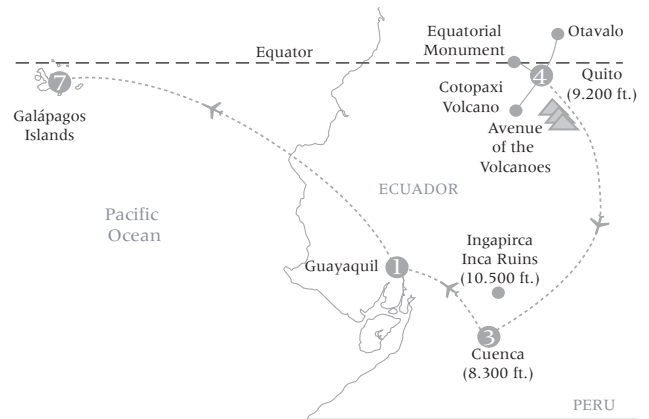 Otavalo
Equatorial
Monument
Equator
7
4
Quito
(9.200 ft.)
Cotopaxi
Volcano
Galápagos
Islands
Avenue
of the
Volcanoes
ECUADOR
Pacific
Ocean
Ingapirca
Inca Ruins
(10.500 ft.)
Guayaquil
1
3
Cuenca
(8.300 ft.)
PERU